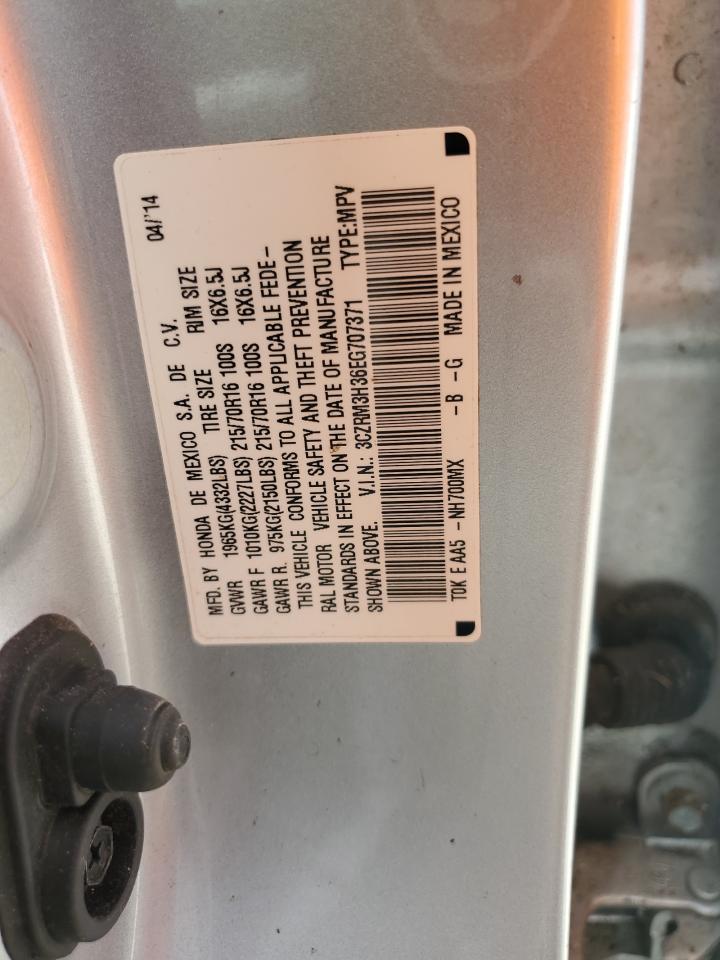 MFD. BY HONDA DE MEXICO S.A. DE C.V. 04/'14
GVWR 1965KG(4332LBS) TIRE SIZE RIM SIZE
GAWR F 1010KG(2227LBS) 215/70R16 100S 16X6.5J
GAWR R. 975KG(2150LBS) 215/70R16 100S 16X6.5J
THIS VEHICLE CONFORMS TO ALL APPLICABLE FEDE-
RAL MOTOR VEHICLE SAFETY AND THEFT PREVENTION
STANDARDS IN EFFECT ON THE DATE OF MANUFACTURE
SHOWN ABOVE. V.I.N.: 3CZRM3H36EG707371 TYPE:MPV
T0K E AA5 -NH700MX -B -G MADE IN MEXICO